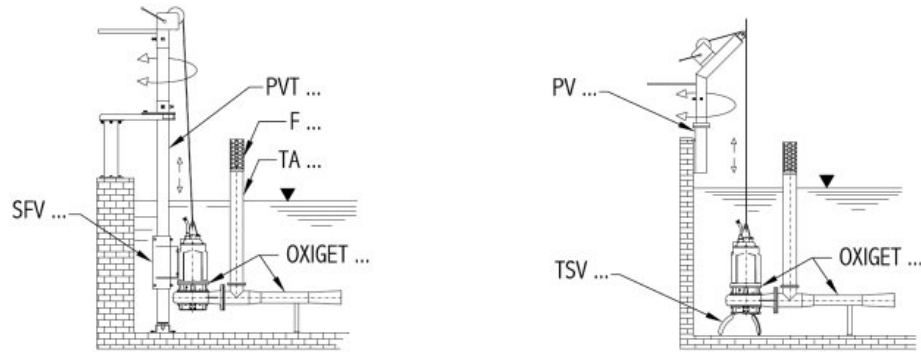 PVT ...
F ...
TA ...
SFV ...
OXIGET ...
PV ...
TSV ...
OXIGET ...